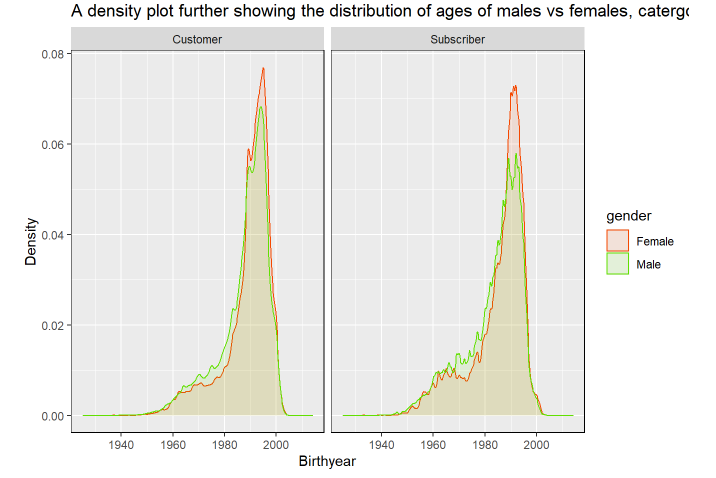 A density plot further showing the distribution of ages of males vs females, caterg
Customer
Subscriber
0.08
0.06
0.04
0.02
0.00
Density
1940 1960 1980 2000
1940 1960 1980 2000
Birthyear
gender
Female
Male